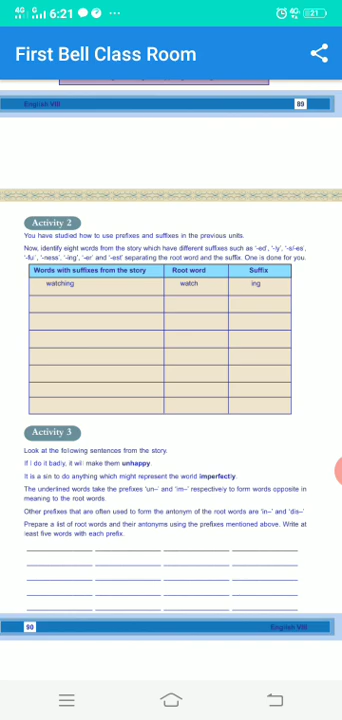 4G G 6:21 ... 4G 21
First Bell Class Room
English VIII 89
Activity 2
You have studied how to use prefixes and suffixes in the previous units.
Now, identify eight words from the story which have different suffixes such as '-ed', '-ly', '-s/-es',
'-ful', '-ness', '-ing', '-er' and '-est' separating the root word and the suffix. One is done for you.
Words with suffixes from the story Root word Suffix
watching watch ing
Activity 3
Look at the following sentences from the story.
If I do it badly, it will make them unhappy.
It is a sin to do anything which might represent the world imperfectly.
The underlined words take the prefixes 'un–' and 'im–' respectively to form words opposite in
meaning to the root words.
Other prefixes that are often used to form the antonym of the root words are 'in–' and 'dis–'
Prepare a list of root words and their antonyms using the prefixes mentioned above. Write at
least five words with each prefix.
90 English VIII